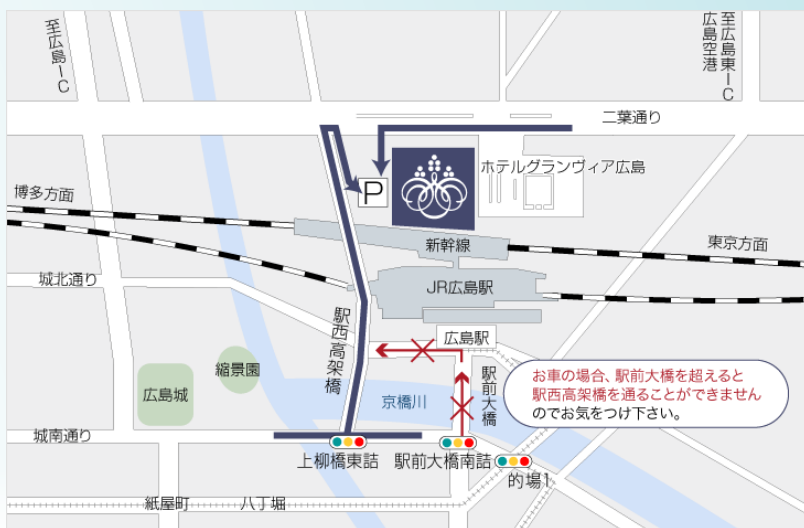 至広島IC
至広島東IC
広島空港
二葉通り
ホテルグランヴィア広島
P
博多方面
新幹線
東京方面
城北通り
JR広島駅
駅西高架橋
広島駅
縮景園
広島城
京橋川
駅前大橋
お車の場合、駅前大橋を超えると
駅西高架橋を通ることができません
のでお気をつけ下さい。
城南通り
上柳橋東詰
駅前大橋南詰
的場1
紙屋町
八丁堀